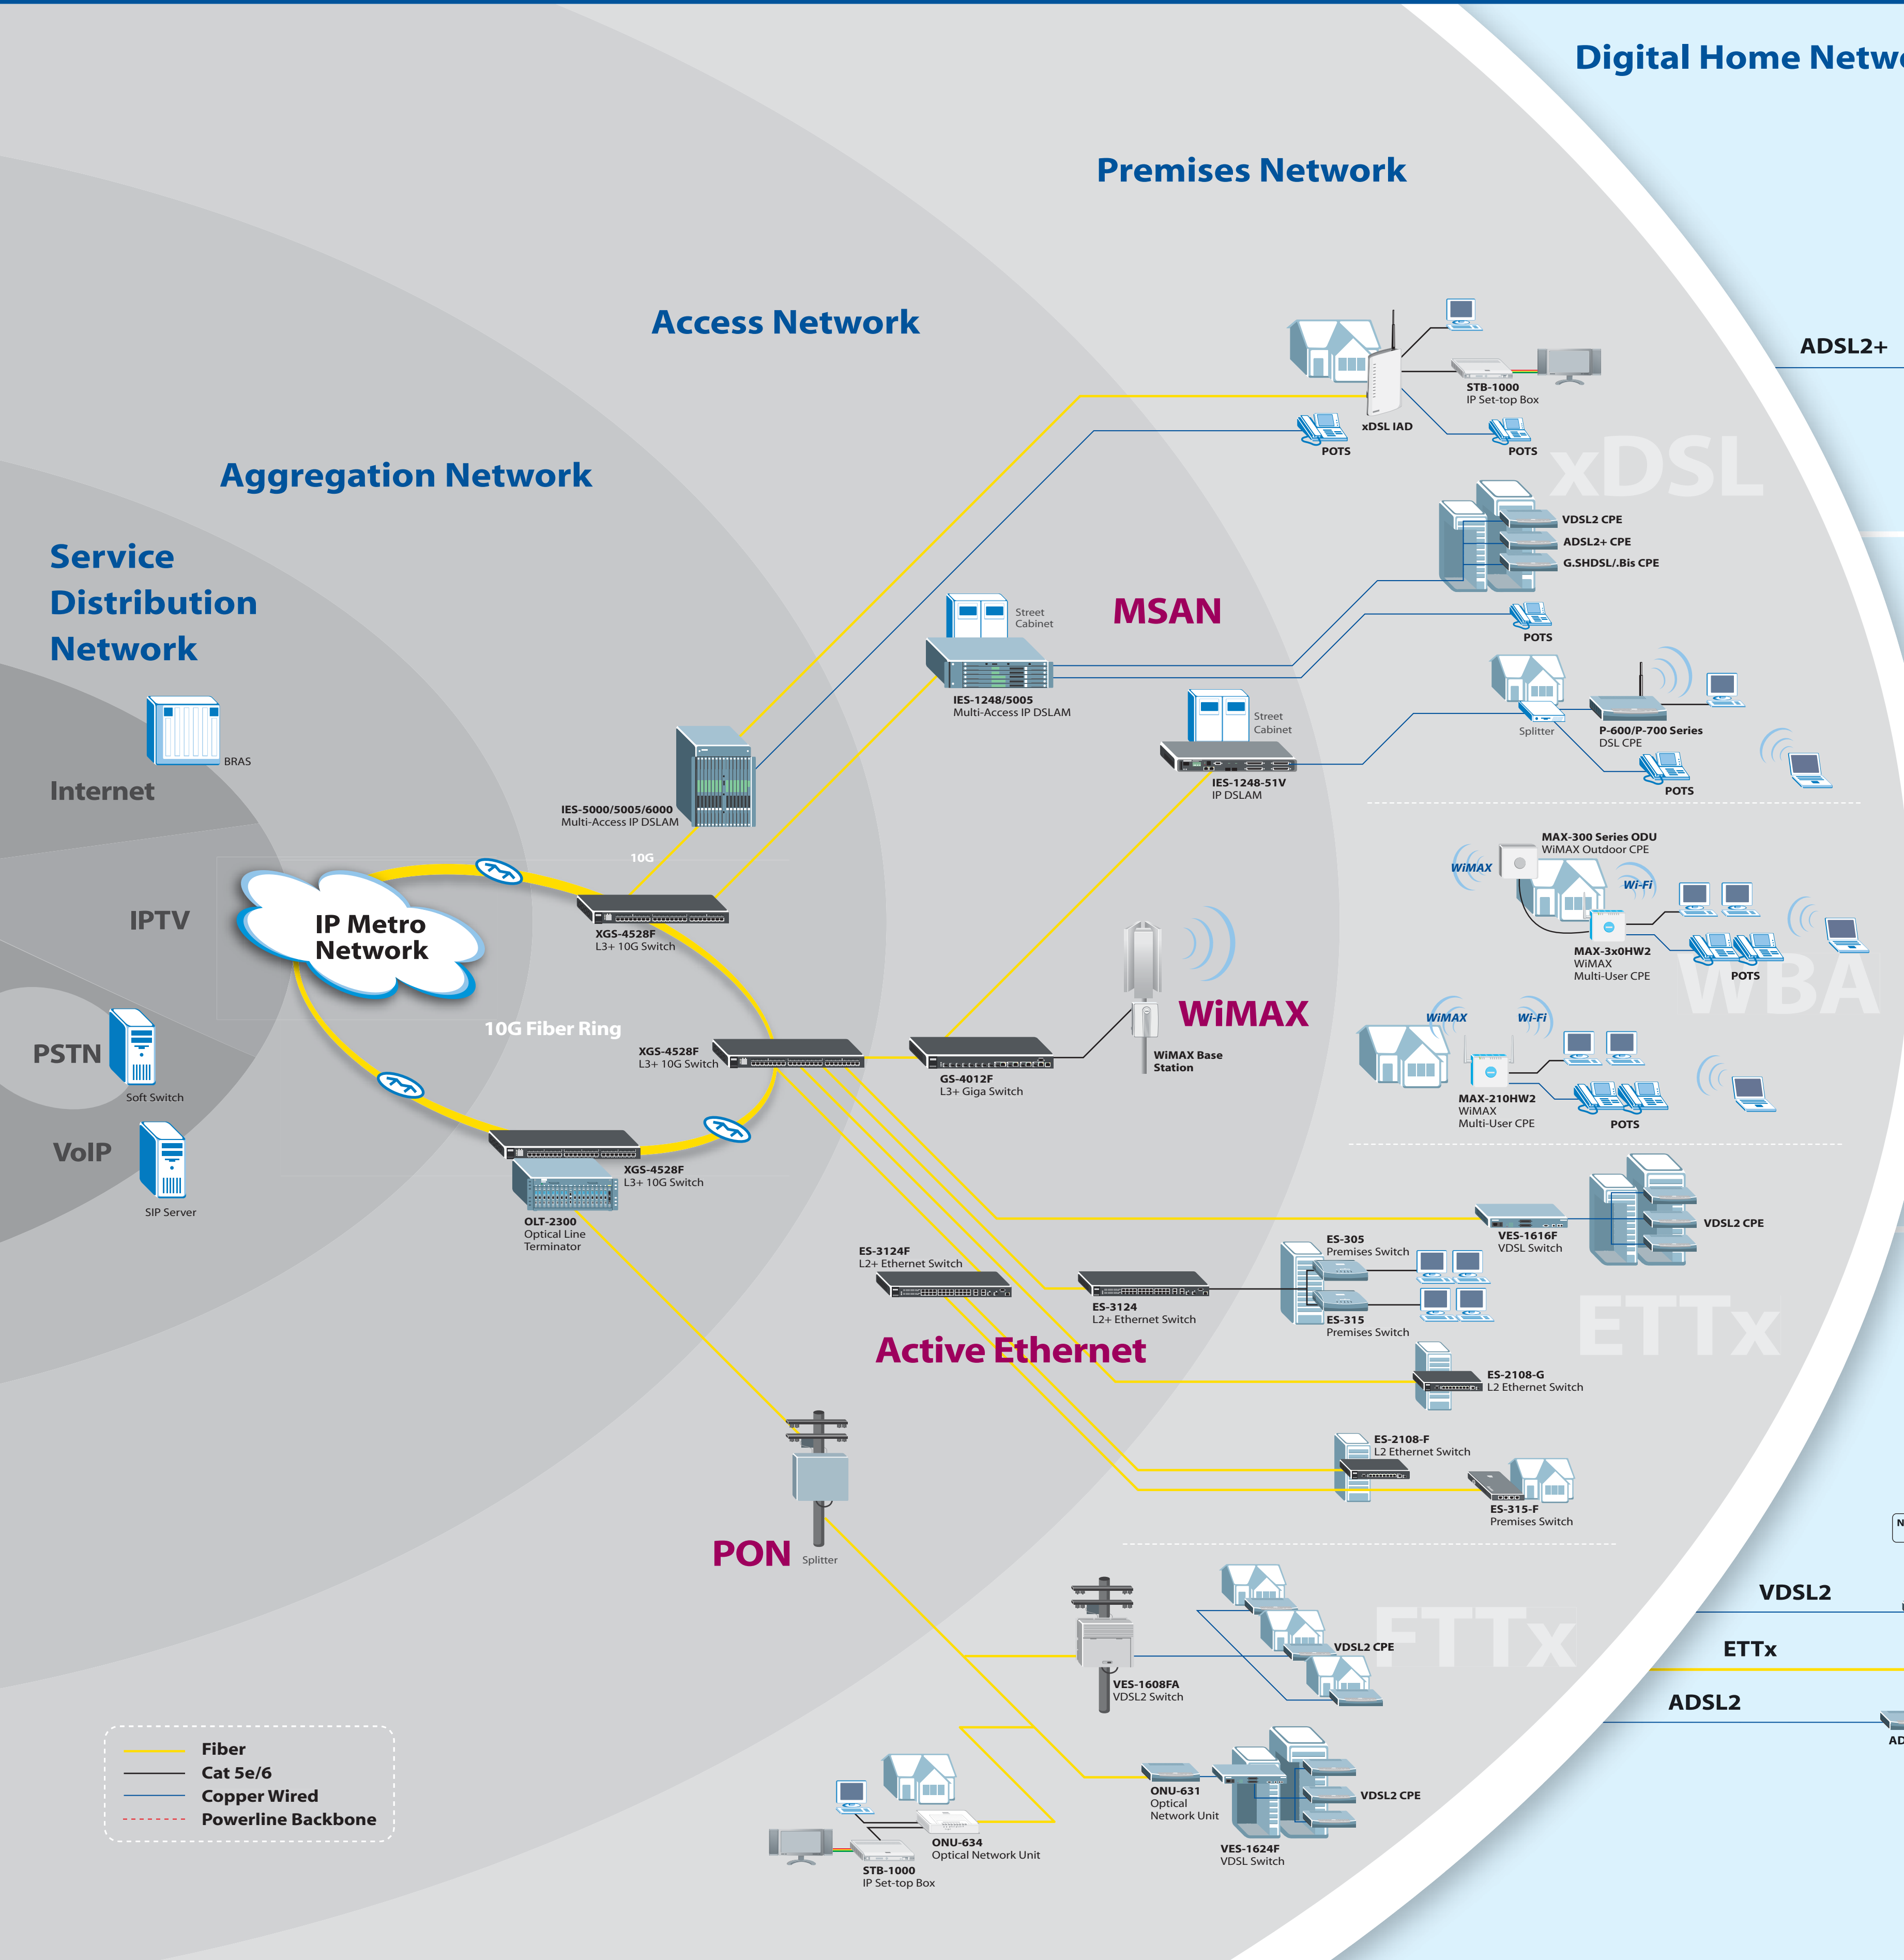 Digital Home Netwo
Premises Network
Access Network
Aggregation Network
Service
Distribution
Network
ADSL2+
STB-1000
IP Set-top Box
xDSL IAD
POTS
POTS
xDSL
VDSL2 CPE
ADSL2+ CPE
G.SHDSL/.Bis CPE
POTS
Street
Cabinet
MSAN
IES-1248/5005
Multi-Access IP DSLAM
Street
Cabinet
IES-1248-51V
IP DSLAM
Splitter
P-600/P-700 Series
DSL CPE
POTS
BRAS
Internet
IES-5000/5005/6000
Multi-Access IP DSLAM
10G
IPTV
IP Metro
Network
XGS-4528F
L3+ 10G Switch
MAX-300 Series ODU
WiMAX Outdoor CPE
WiMAX
Wi-Fi
MAX-3x0HW2
WiMAX
Multi-User CPE
POTS
WBA
WiMAX
WiMAX Base
Station
10G Fiber Ring
XGS-4528F
L3+ 10G Switch
GS-4012F
L3+ Giga Switch
WiMAX
Wi-Fi
MAX-210HW2
WiMAX
Multi-User CPE
POTS
PSTN
Soft Switch
VoIP
SIP Server
XGS-4528F
L3+ 10G Switch
OLT-2300
Optical Line
Terminator
VES-1616F
VDSL Switch
VDSL2 CPE
ES-3124F
L2+ Ethernet Switch
ES-3124
L2+ Ethernet Switch
ES-305
Premises Switch
ES-315
Premises Switch
ETTx
Active Ethernet
ES-2108-G
L2 Ethernet Switch
ES-2108-F
L2 Ethernet Switch
ES-315-F
Premises Switch
PON
Splitter
N
VDSL2
ETTx
ADSL2
AD
FTTx
VDSL2 CPE
VES-1608FA
VDSL2 Switch
ONU-631
Optical
Network Unit
VDSL2 CPE
VES-1624F
VDSL Switch
ONU-634
Optical Network Unit
STB-1000
IP Set-top Box
Fiber
Cat 5e/6
Copper Wired
Powerline Backbone